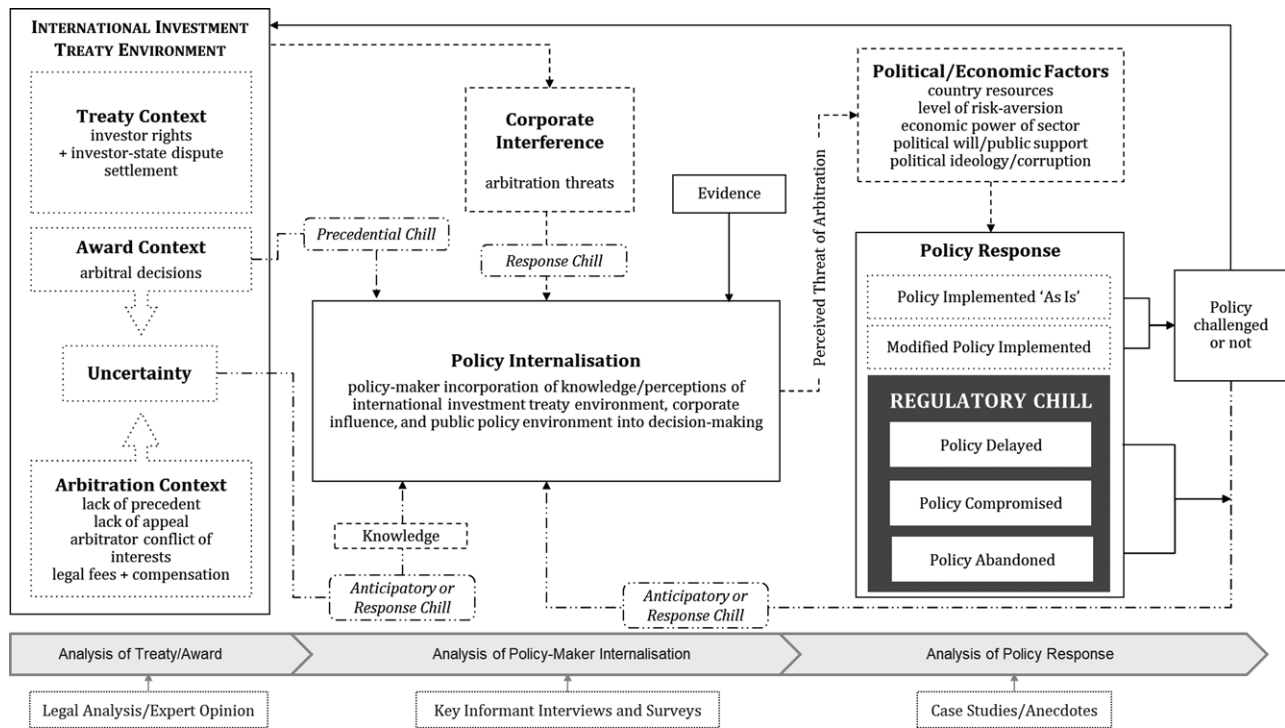 INTERNATIONAL INVESTMENT
TREATY ENVIRONMENT
Treaty Context
investor rights
+ investor-state dispute
settlement
Award Context
arbitral decisions
Uncertainty
Arbitration Context
lack of precedent
lack of appeal
arbitrator conflict of
interests
legal fees + compensation
Precedential Chill
Corporate
Interference
arbitration threats
Response Chill
Evidence
Policy Internalisation
policy-maker incorporation of knowledge/perceptions of
international investment treaty environment, corporate
influence, and public policy environment into decision-making
Knowledge
Anticipatory or
Response Chill
Anticipatory or
Response Chill
Perceived Threat of Arbitration
Political/Economic Factors
country resources
level of risk-aversion
economic power of sector
political will/public support
political ideology/corruption
Policy Response
Policy Implemented ‘As Is’
Modified Policy Implemented
REGULATORY CHILL
Policy Delayed
Policy Compromised
Policy Abandoned
Policy
challenged
or not
Analysis of Treaty/Award
Analysis of Policy-Maker Internalisation
Analysis of Policy Response
Legal Analysis/Expert Opinion
Key Informant Interviews and Surveys
Case Studies/Anecdotes